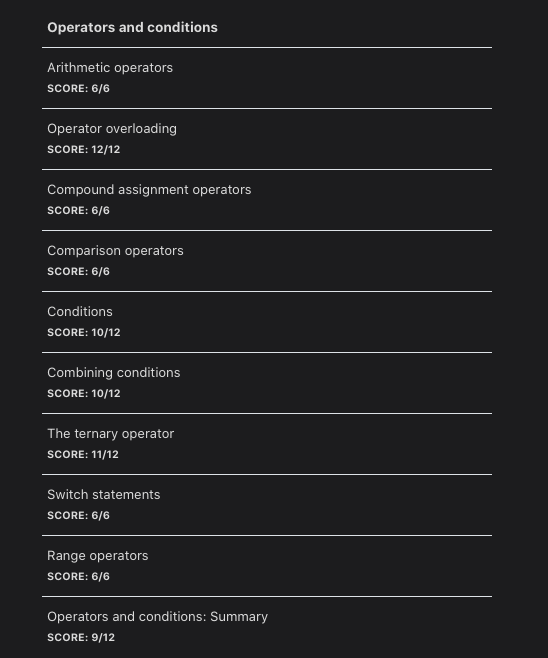 Operators and conditions
Arithmetic operators
SCORE: 6/6
Operator overloading
SCORE: 12/12
Compound assignment operators
SCORE: 6/6
Comparison operators
SCORE: 6/6
Conditions
SCORE: 10/12
Combining conditions
SCORE: 10/12
The ternary operator
SCORE: 11/12
Switch statements
SCORE: 6/6
Range operators
SCORE: 6/6
Operators and conditions: Summary
SCORE: 9/12